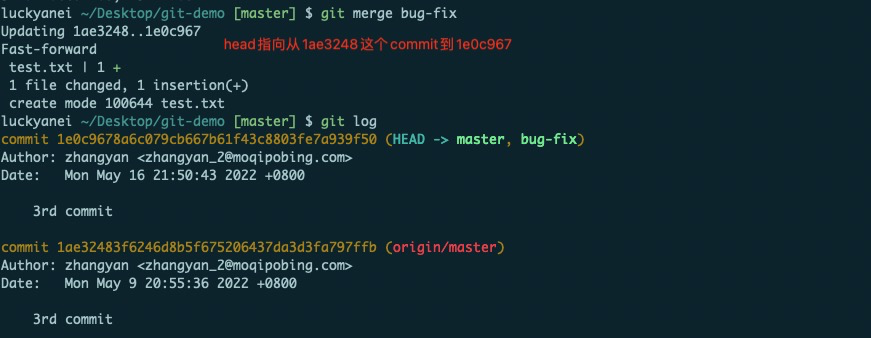 luckyanei ~/Desktop/git-demo [master] $ git merge bug-fix
Updating 1ae3248..1e0c967
head指向从1ae3248这个commit到1e0c967
Fast-forward
test.txt | 1 +
1 file changed, 1 insertion(+)
create mode 100644 test.txt
luckyanei ~/Desktop/git-demo [master] $ git log
commit 1e0c9678a6c079cb667b61f43c8803fe7a939f50 (HEAD -> master, bug-fix)
Author: zhangyan <zhangyan_2@moqipobing.com>
Date:   Mon May 16 21:50:43 2022 +0800
3rd commit
commit 1ae32483f6246d8b5f675206437da3d3fa797ffb (origin/master)
Author: zhangyan <zhangyan_2@moqipobing.com>
Date:   Mon May 9 20:55:36 2022 +0800
3rd commit